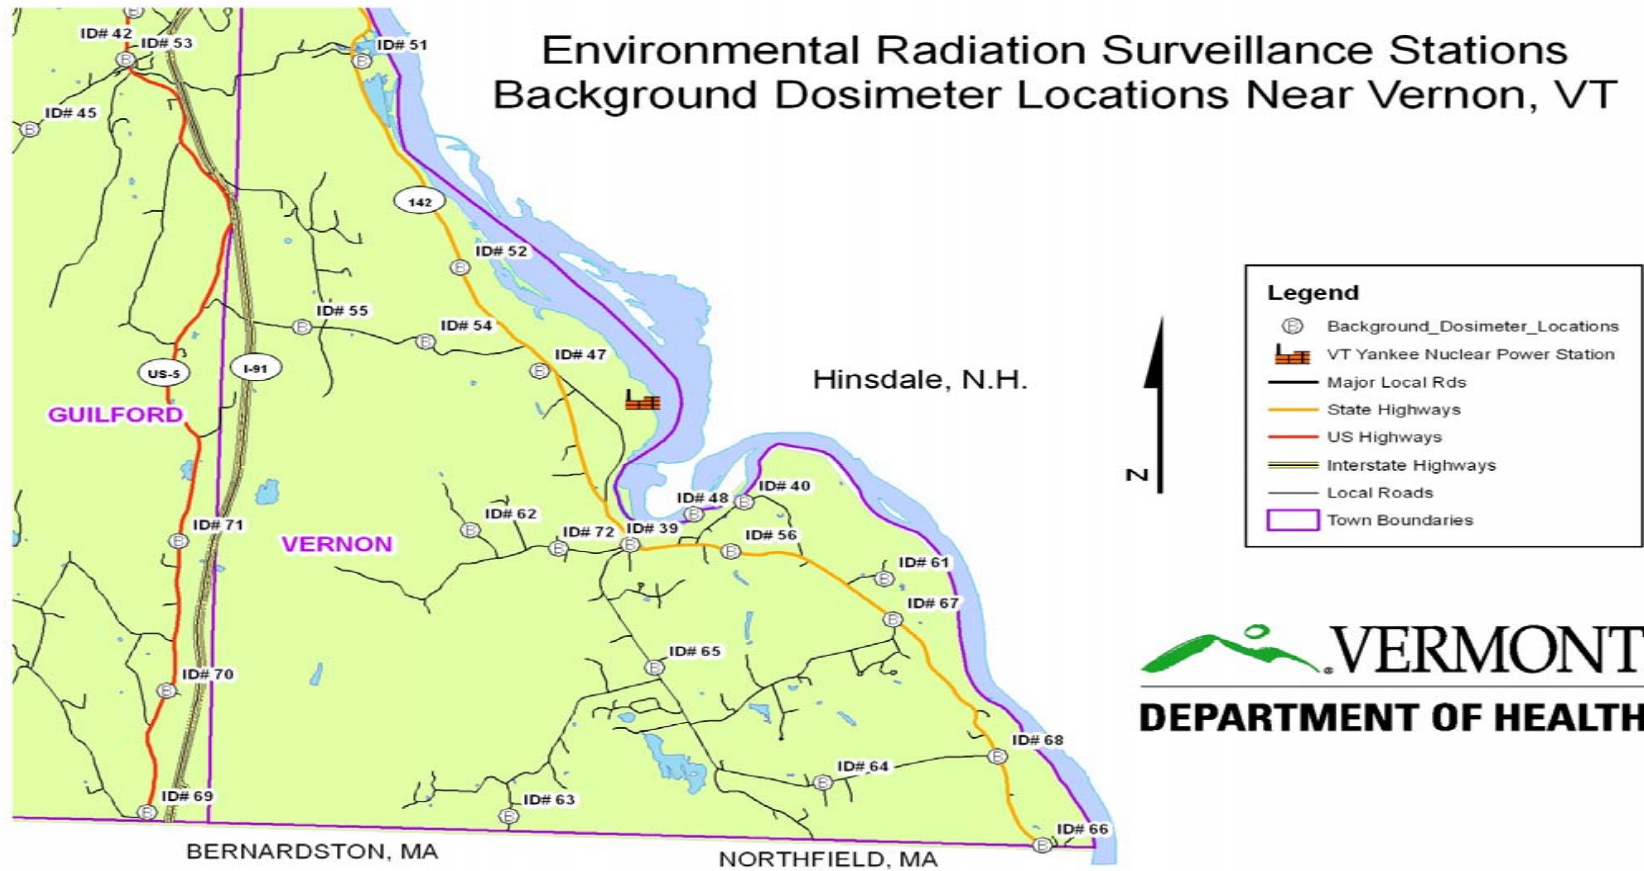 Environmental Radiation Surveillance Stations
Background Dosimeter Locations Near Vernon, VT
ID# 42
ID# 53
ID# 51
ID# 45
142
ID# 52
ID# 55
ID# 54
ID# 47
US-5
I-91
Hinsdale, N.H.
GUILFORD
Legend
B Background_Dosimeter_Locations
VT Yankee Nuclear Power Station
Major Local Rds
State Highways
US Highways
Interstate Highways
Local Roads
Town Boundaries
N
ID# 48
ID# 40
ID# 62
ID# 72
ID# 39
ID# 56
ID# 71
VERNON
ID# 61
ID# 67
ID# 65
ID# 70
ID# 68
ID# 64
ID# 69
ID# 63
ID# 66
BERNARDSTON, MA
NORTHFIELD, MA
VERMONT
DEPARTMENT OF HEALTH